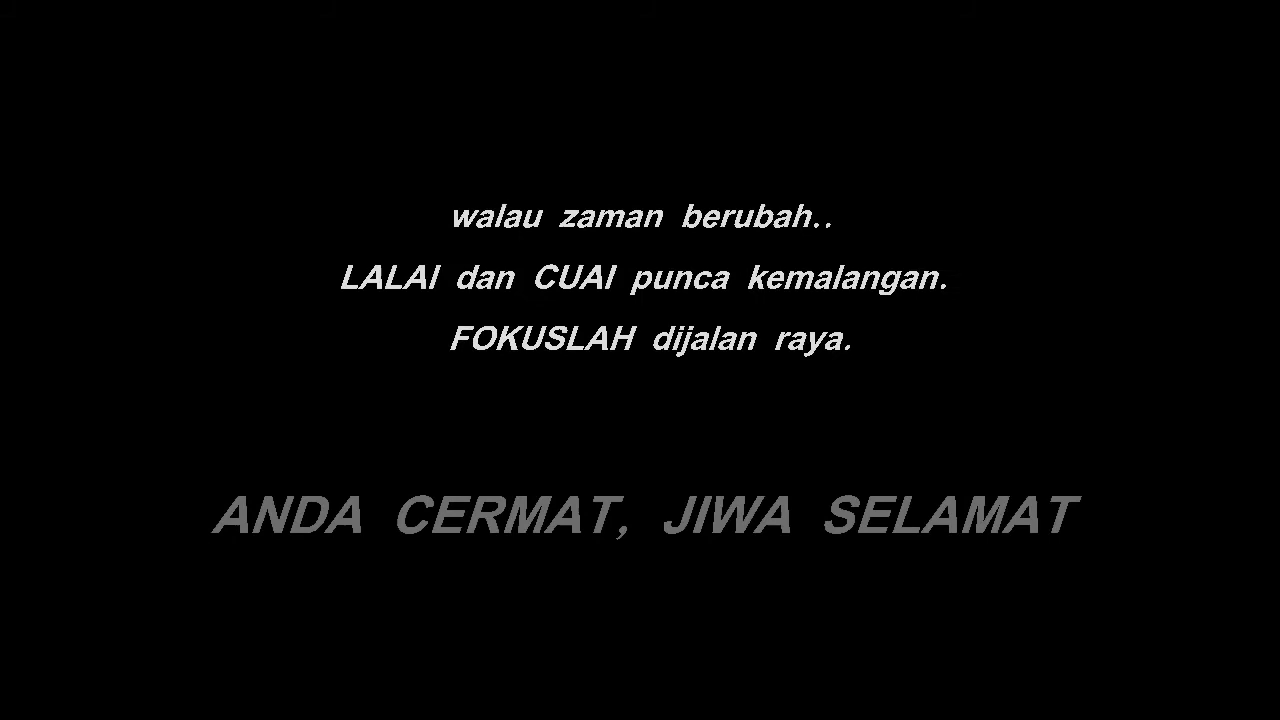 walau zaman berubah..
LALAI dan CUAI punca kemalangan.
FOKUSLAH dijalan raya.
ANDA CERMAT, JIWA SELAMAT